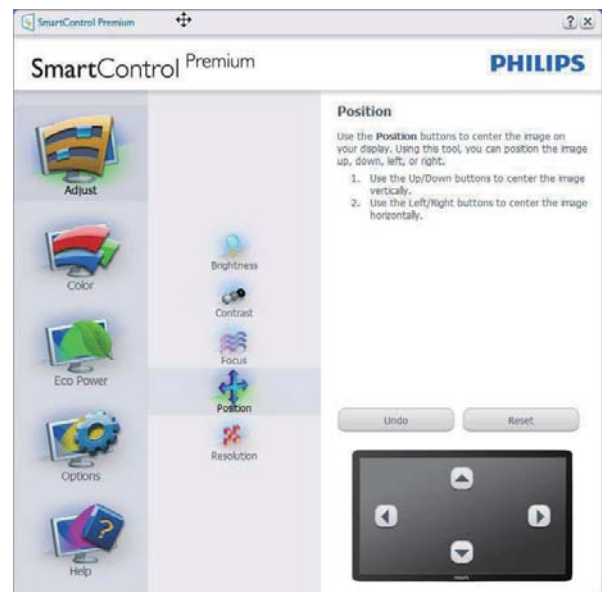 SmartControl Premium
? x
SmartControl Premium
PHILIPS
Adjust
Color
Eco Power
Options
Help
Brightness
Contrast
Focus
Position
Resolution
Position
Use the Position buttons to center the image on
your display. Using this tool, you can position the image
up, down, left, or right.
1. Use the Up/Down buttons to center the image
vertically.
2. Use the Left/Right buttons to center the image
horizontally.
Undo
Reset
PHILIPS